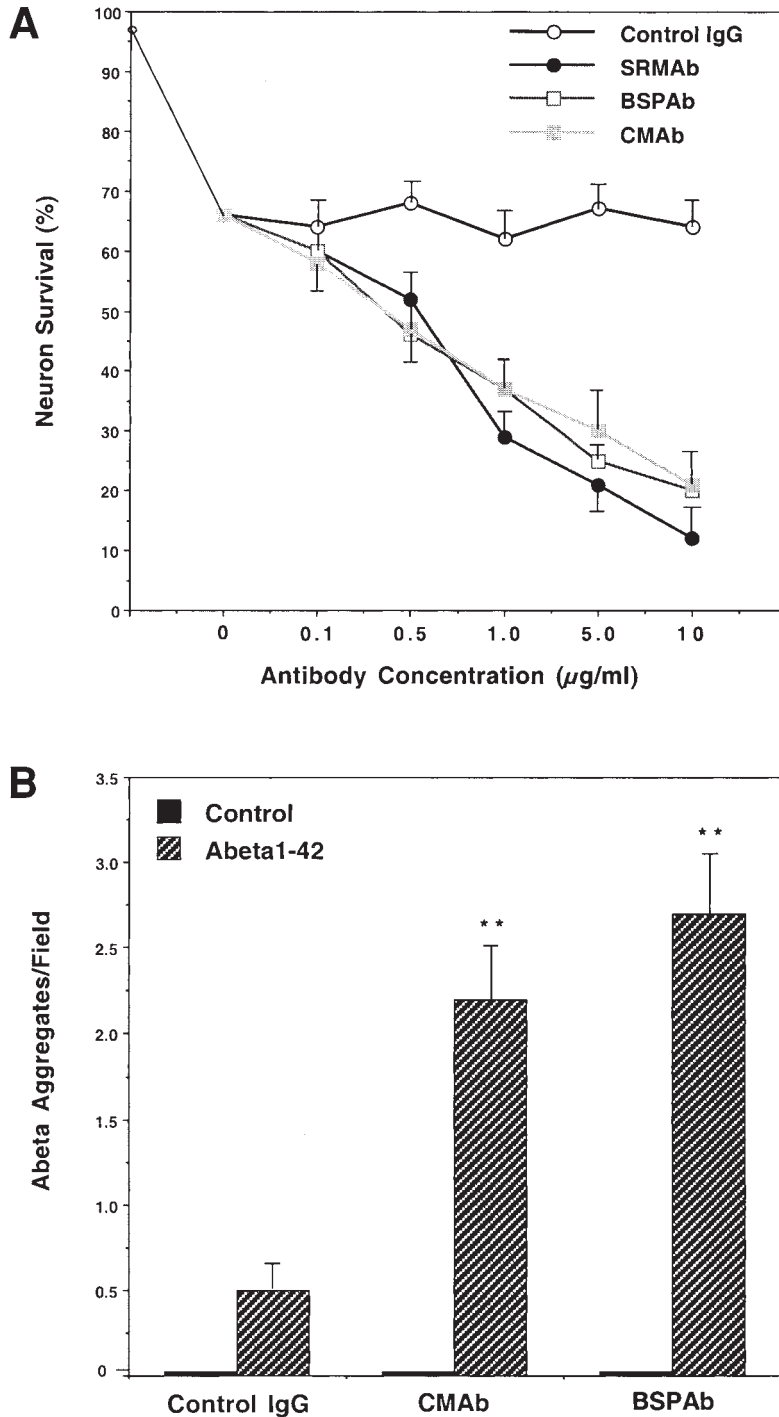 A
Control IgG
SRMAb
BSPAb
CMAb
100
90
80
70
60
50
40
30
20
10
0
Neuron Survival (%)
0 0.1 0.5 1.0 5.0 10
Antibody Concentration (µg/ml)
B
Control
Abeta1-42
3.5
3.0
2.5
2.0
1.5
1.0
0.5
0
Abeta Aggregates/Field
** **
Control IgG CMAb BSPAb